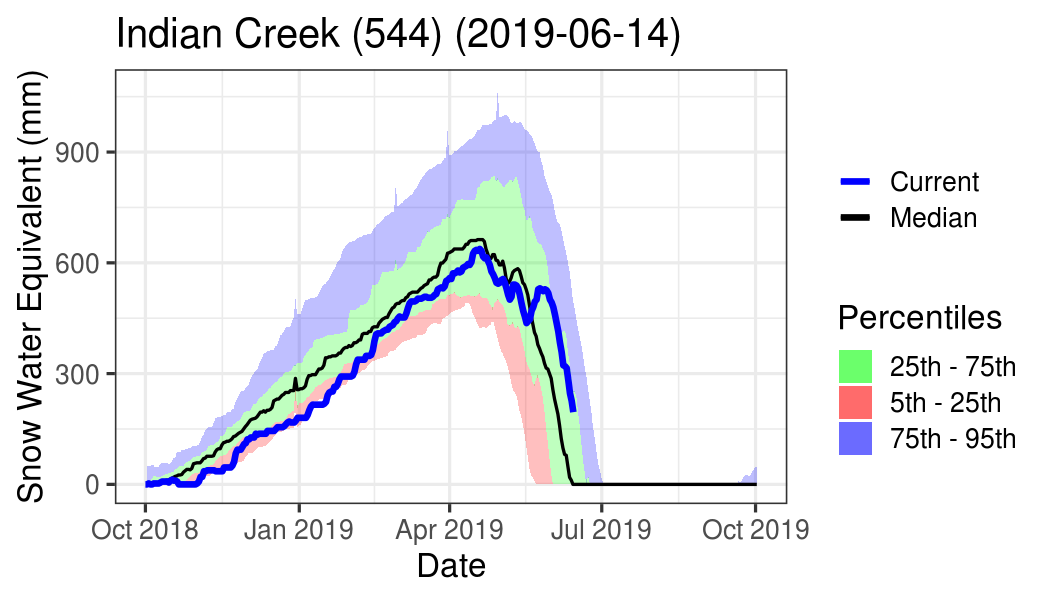 Indian Creek (544) (2019-06-14)
Snow Water Equivalent (mm)
900
600
300
0
Oct 2018
Jan 2019
Apr 2019
Jul 2019
Oct 2019
Date
Current
Median
Percentiles
25th - 75th
5th - 25th
75th - 95th